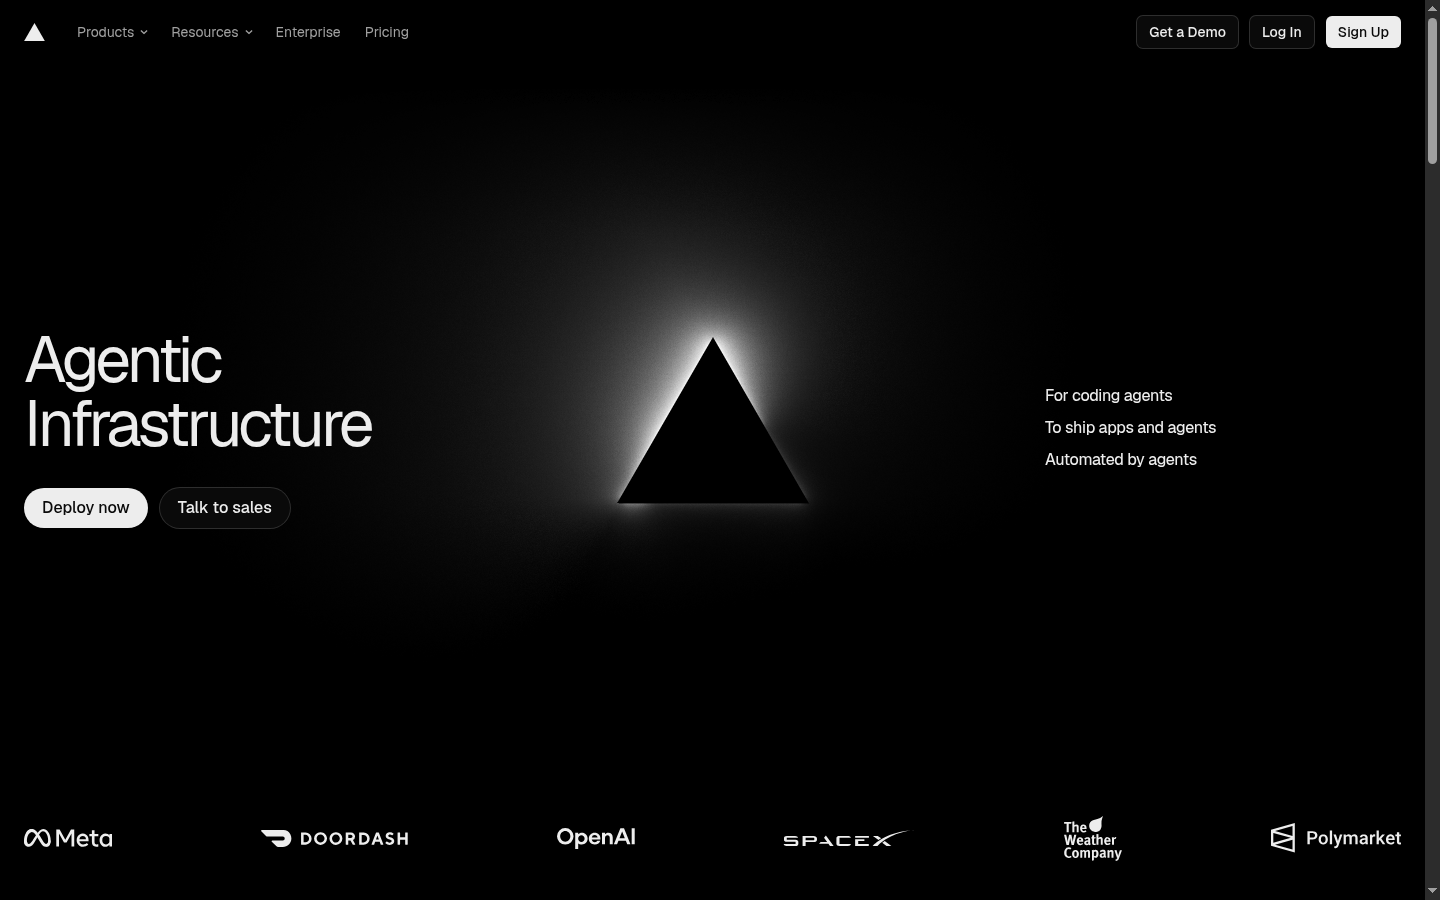 Products
Resources
Enterprise
Pricing
Get a Demo
Log In
Sign Up
Agentic
Infrastructure
Deploy now
Talk to sales
For coding agents
To ship apps and agents
Automated by agents
Meta
DOORDASH
OpenAI
SPACEX
The
Weather
Company
Polymarket